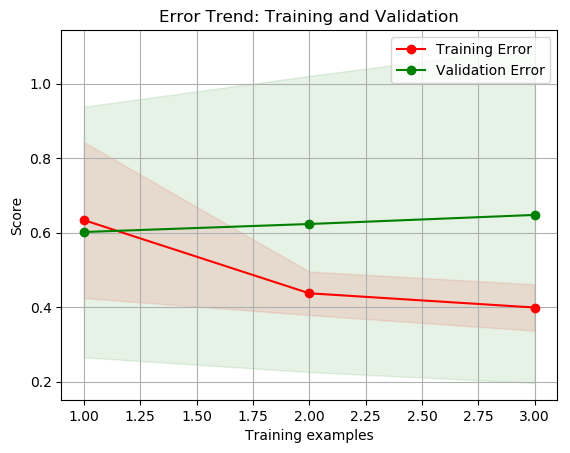 Error Trend: Training and Validation
Training Error
Validation Error
Score
1.0
0.8
0.6
0.4
0.2
1.00 1.25 1.50 1.75 2.00 2.25 2.50 2.75 3.00
Training examples